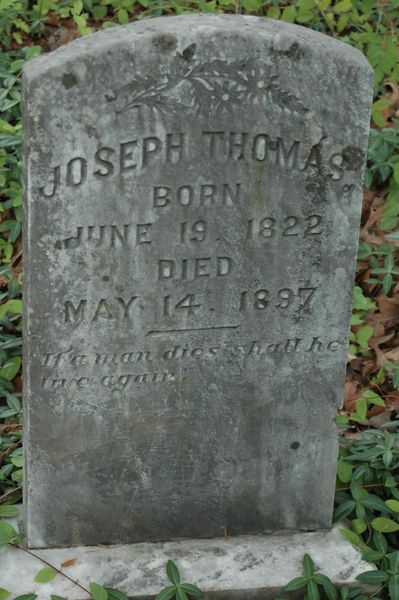 JOSEPH THOMAS
BORN
JUNE 19. 1822
DIED
MAY 14. 1897
If a man dies shall he
live again.